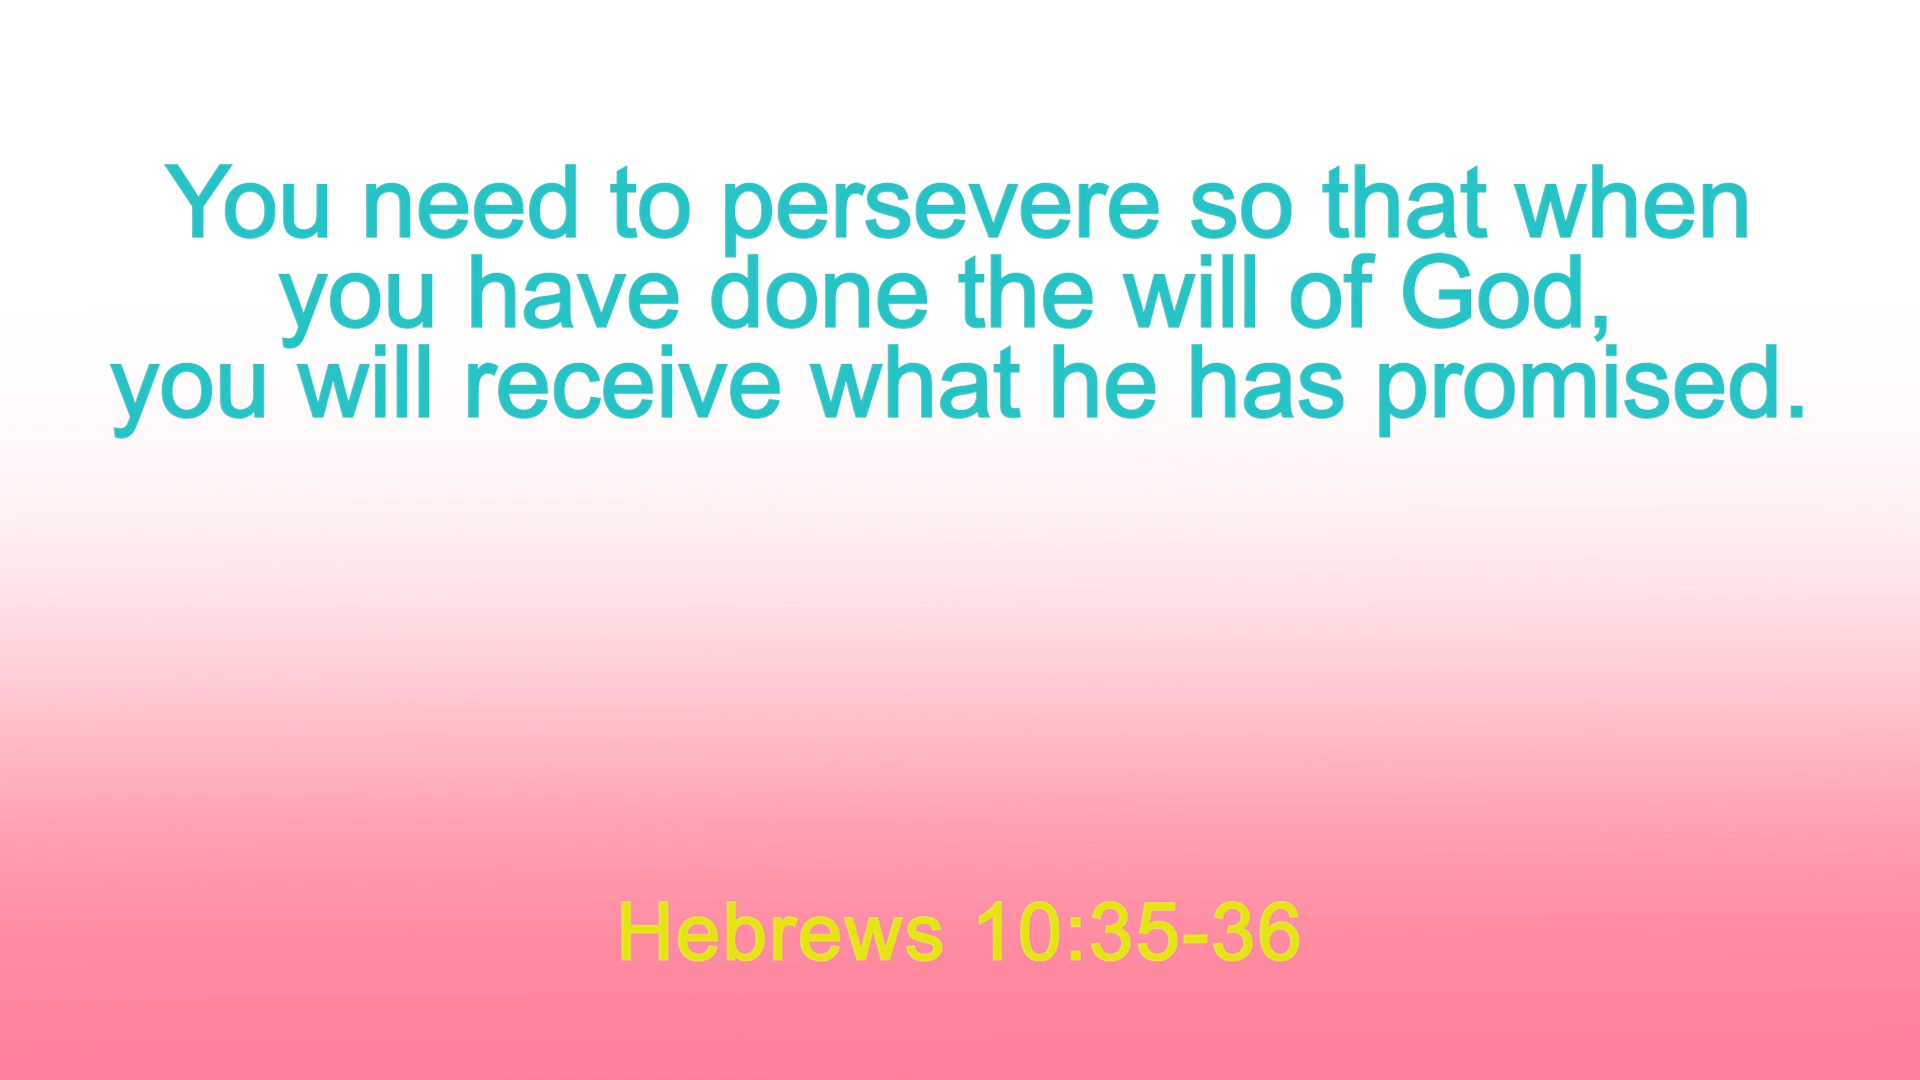 You need to persevere so that when
you have done the will of God,
you will receive what he has promised.
Hebrews 10:35-36